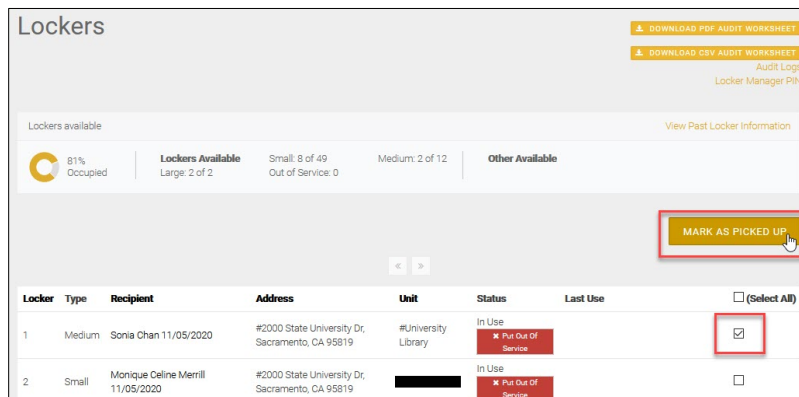 Lockers
DOWNLOAD PDF AUDIT WORKSHEET
DOWNLOAD CSV AUDIT WORKSHEET
Audit Logs
Locker Manager PIN
Lockers available
View Past Locker Information
81%
Occupied
Lockers Available
Large: 2 of 2
Small: 8 of 49
Out of Service: 0
Medium: 2 of 12
Other Available
MARK AS PICKED UP
« »
Locker Type Recipient Address Unit Status Last Use (Select All)
1 Medium Sonia Chan 11/05/2020 #2000 State University Dr, Sacramento, CA 95819 #University Library In Use
✖ Put Out Of Service
2 Small Monique Celine Merrill 11/05/2020 #2000 State University Dr, Sacramento, CA 95819 In Use
✖ Put Out Of Service